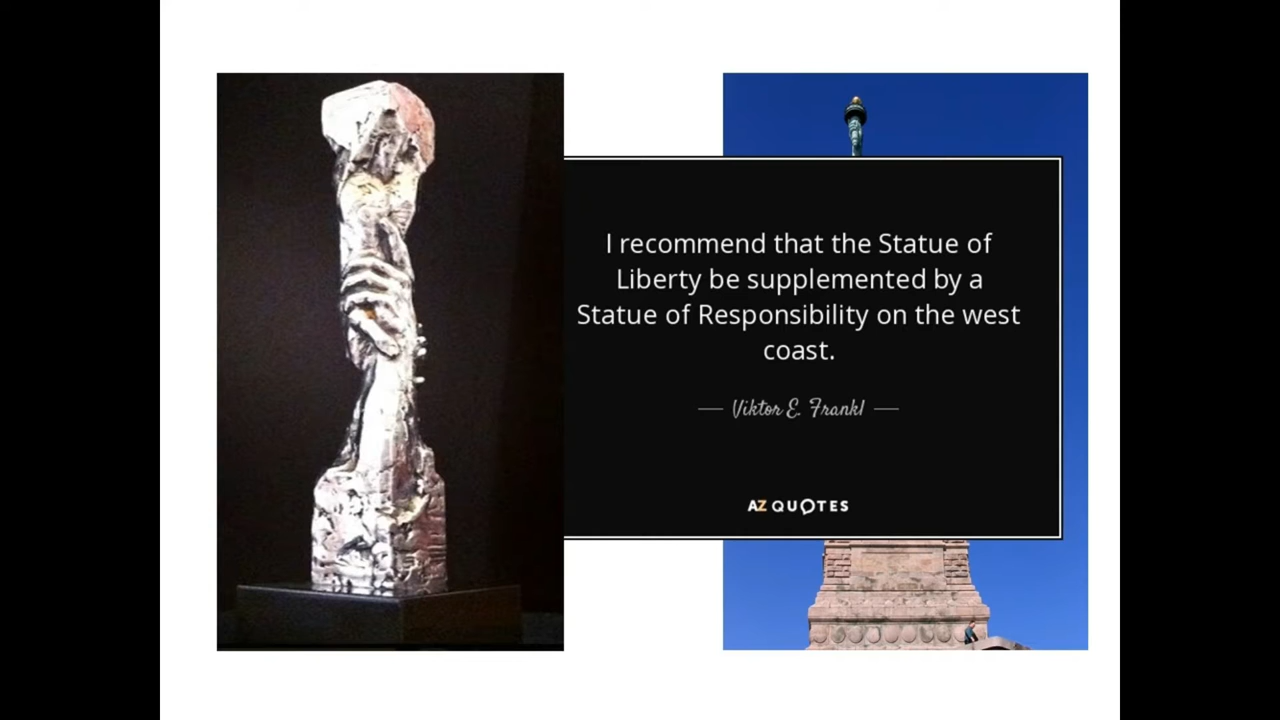 I recommend that the Statue of
Liberty be supplemented by a
Statue of Responsibility on the west
coast.
Viktor E. Frankl
AZ QUOTES